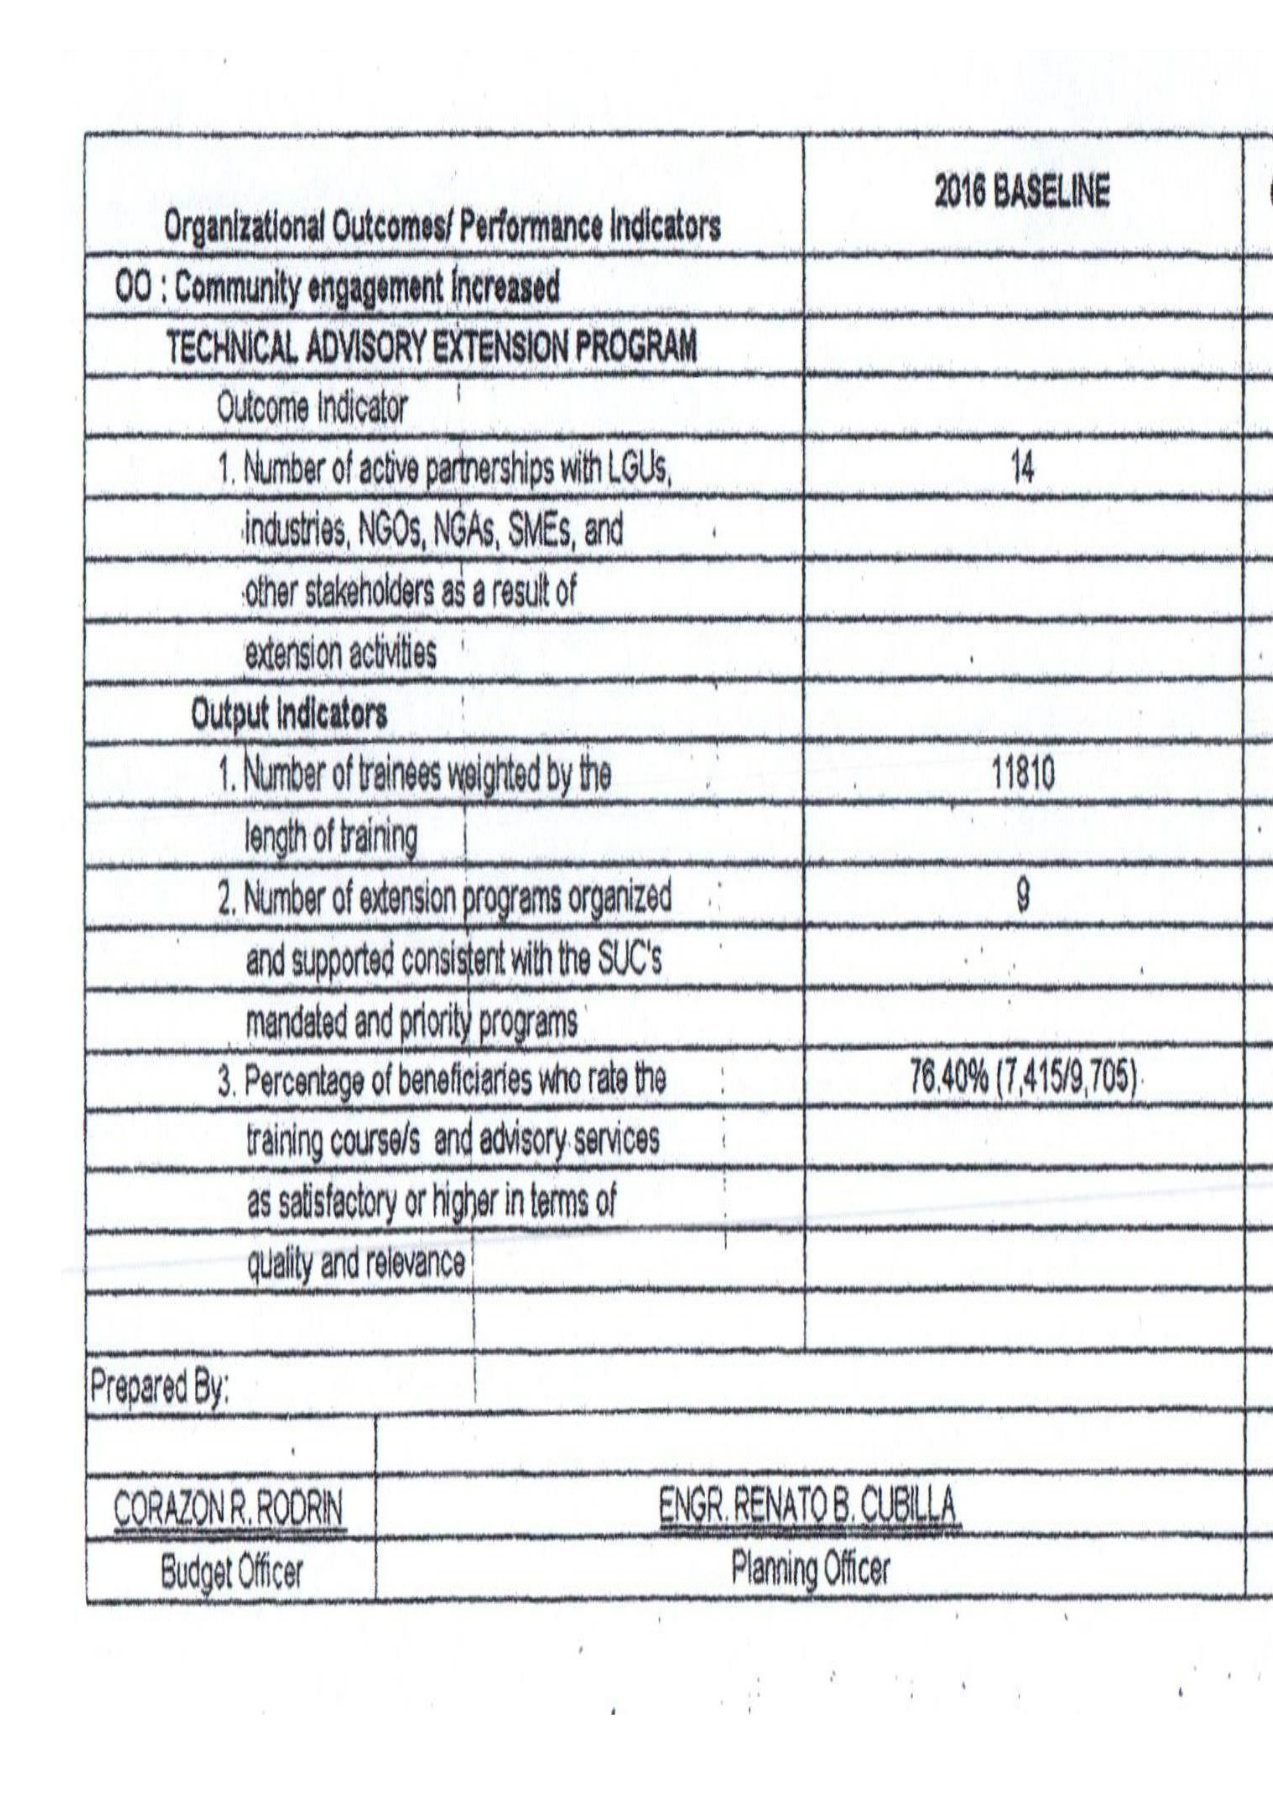 2016 BASELINE
Organizational Outcomes/ Performance Indicators
OO : Community engagement Increased
TECHNICAL ADVISORY EXTENSION PROGRAM
Outcome Indicator
1. Number of active partnerships with LGUs, 14
industries, NGOs, NGAs, SMEs, and
other stakeholders as a result of
extension activities
Output Indicators
1. Number of trainees weighted by the 11810
length of training
2. Number of extension programs organized 9
and supported consistent with the SUC's
mandated and priority programs
3. Percentage of beneficiaries who rate the 76.40% (7,415/9,705)
training course/s and advisory services
as satisfactory or higher in terms of
quality and relevance
Prepared By:
CORAZON R. RODRIN ENGR. RENATO B. CUBILLA
Budget Officer Planning Officer